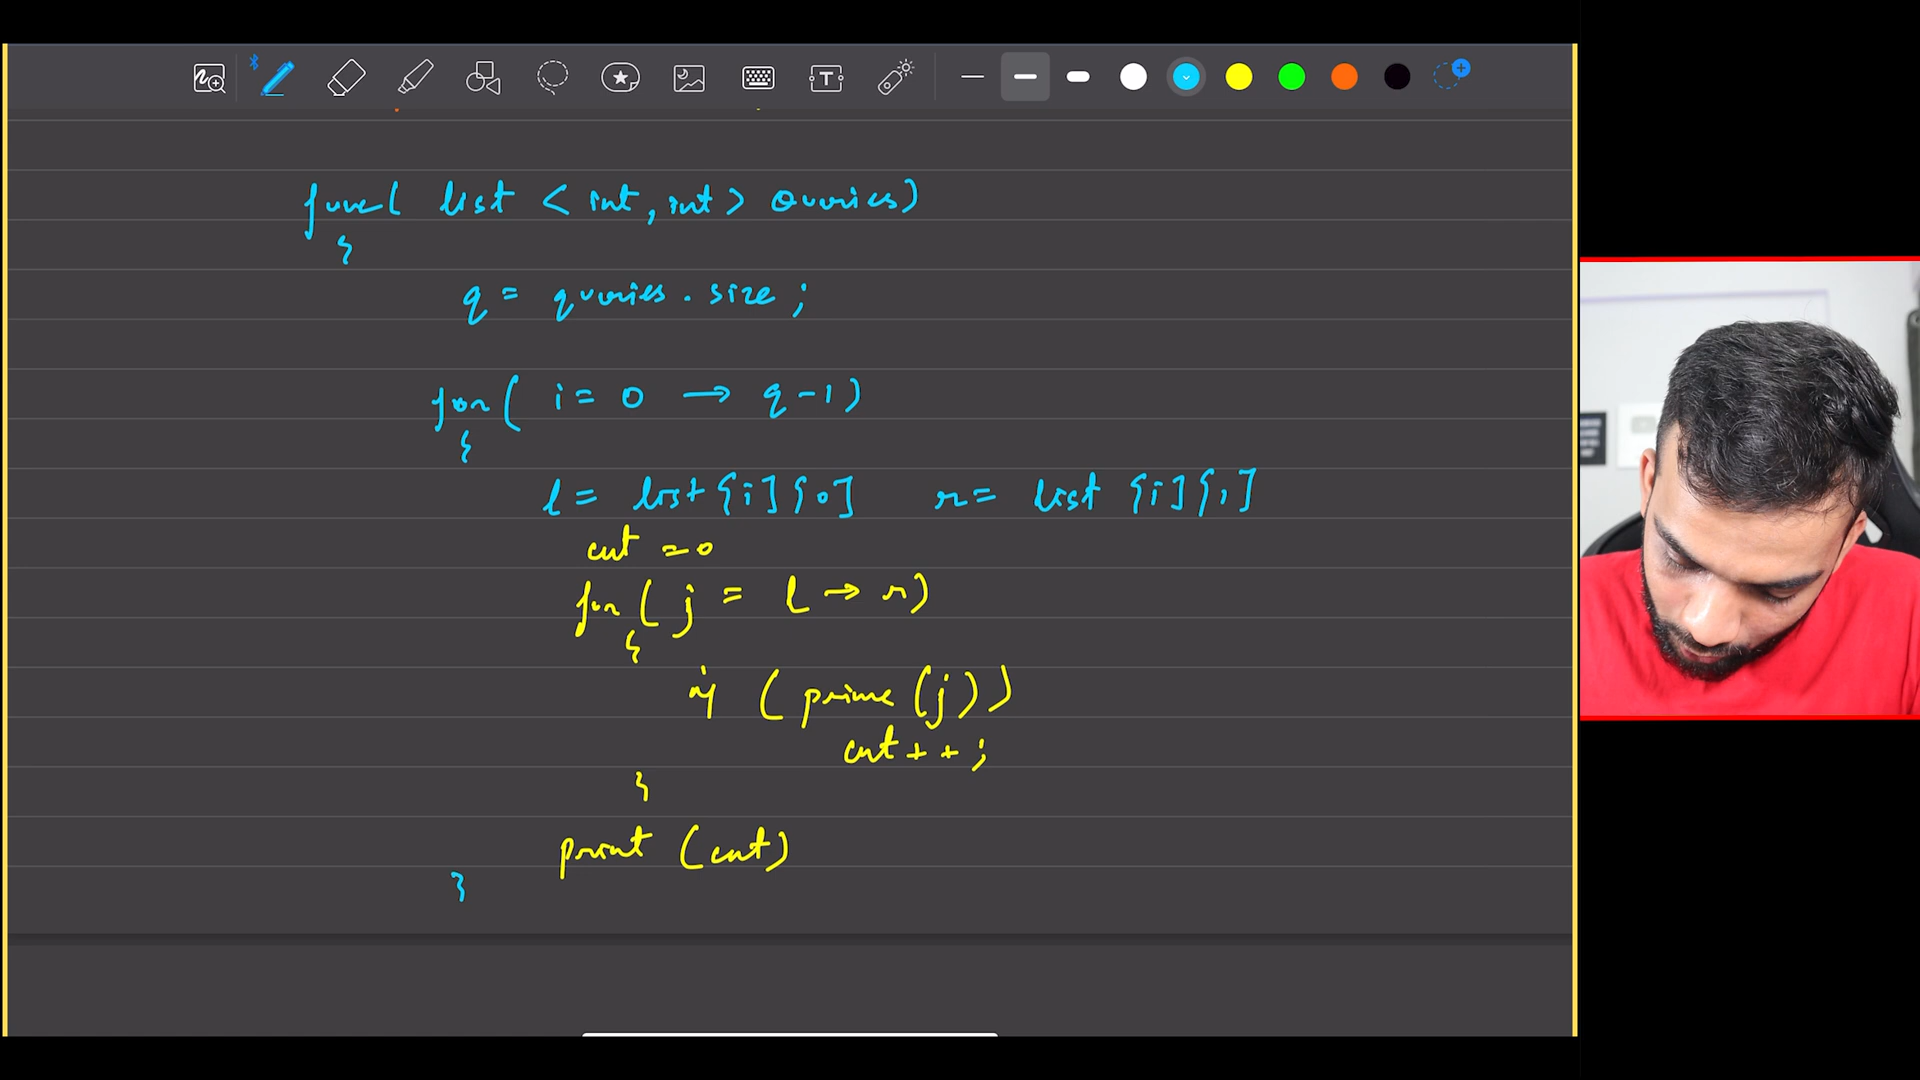 func( list < int, int > Queries)
{
q = queries . size ;
for( i = 0 → q-1)
{
l = list[i][0] r = list [i][1]
cnt = 0
for( j = l → r)
{
if (prime(j))
cnt++;
}
print (cnt)
}